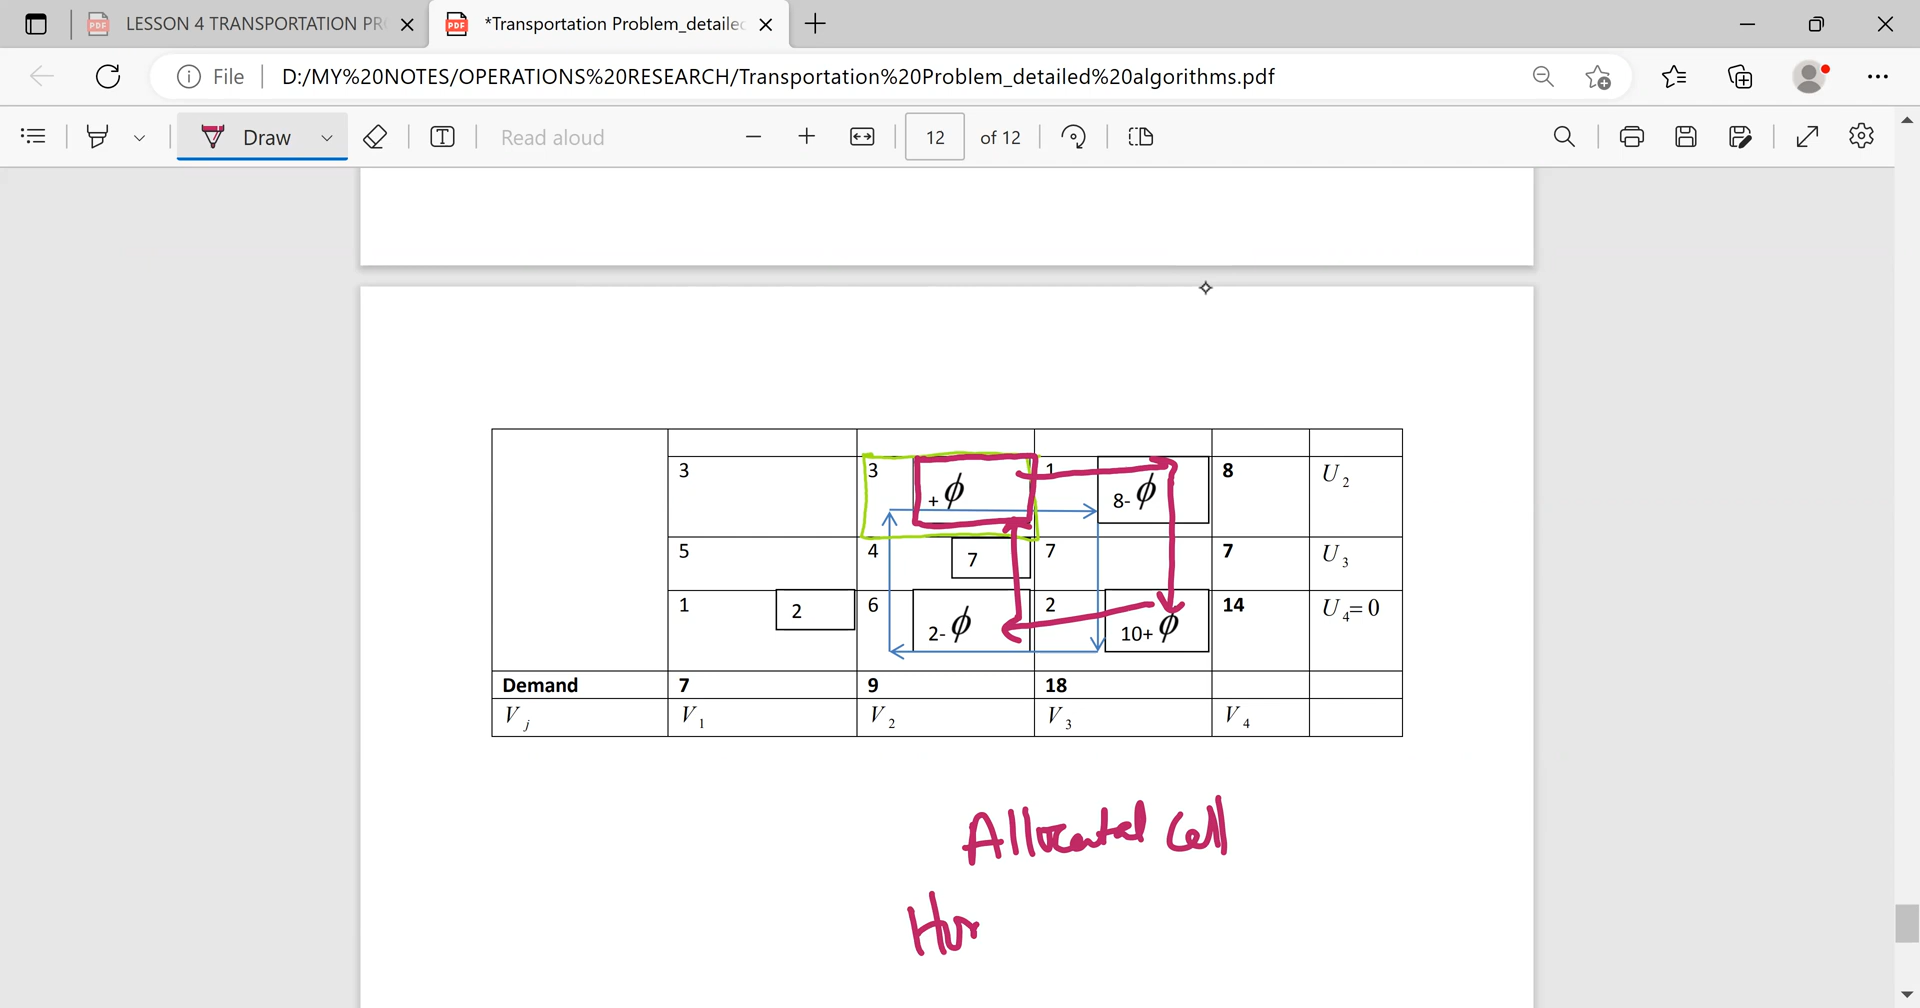 LESSON 4 TRANSPORTATION PR
*Transportation Problem_detailed
File D:/MY%20NOTES/OPERATIONS%20RESEARCH/Transportation%20Problem_detailed%20algorithms.pdf
Draw Read aloud 12 of 12
3 3 +ϕ 1 8-ϕ 8 U₂
5 4 7 7 7 U₃
1 2 6 2-ϕ 2 10+ϕ 14 U₄=0
Demand 7 9 18
Vⱼ V₁ V₂ V₃ V₄
Allocated Cell
Hor